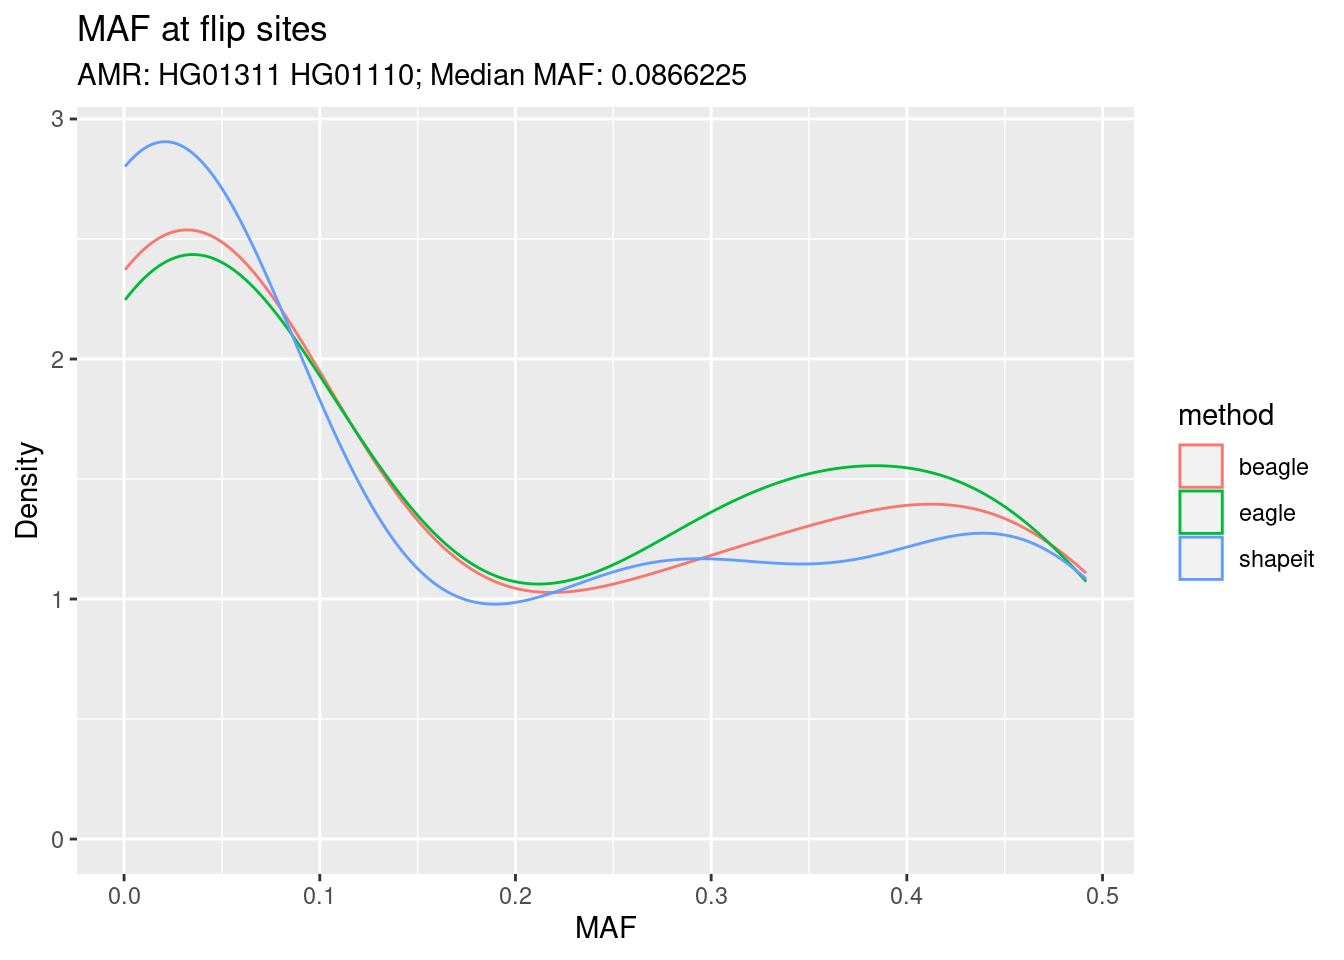 MAF at flip sites
AMR: HG01311 HG01110; Median MAF: 0.0866225
3
2
1
0
Density
0.0
0.1
0.2
0.3
0.4
0.5
MAF
method
beagle
eagle
shapeit